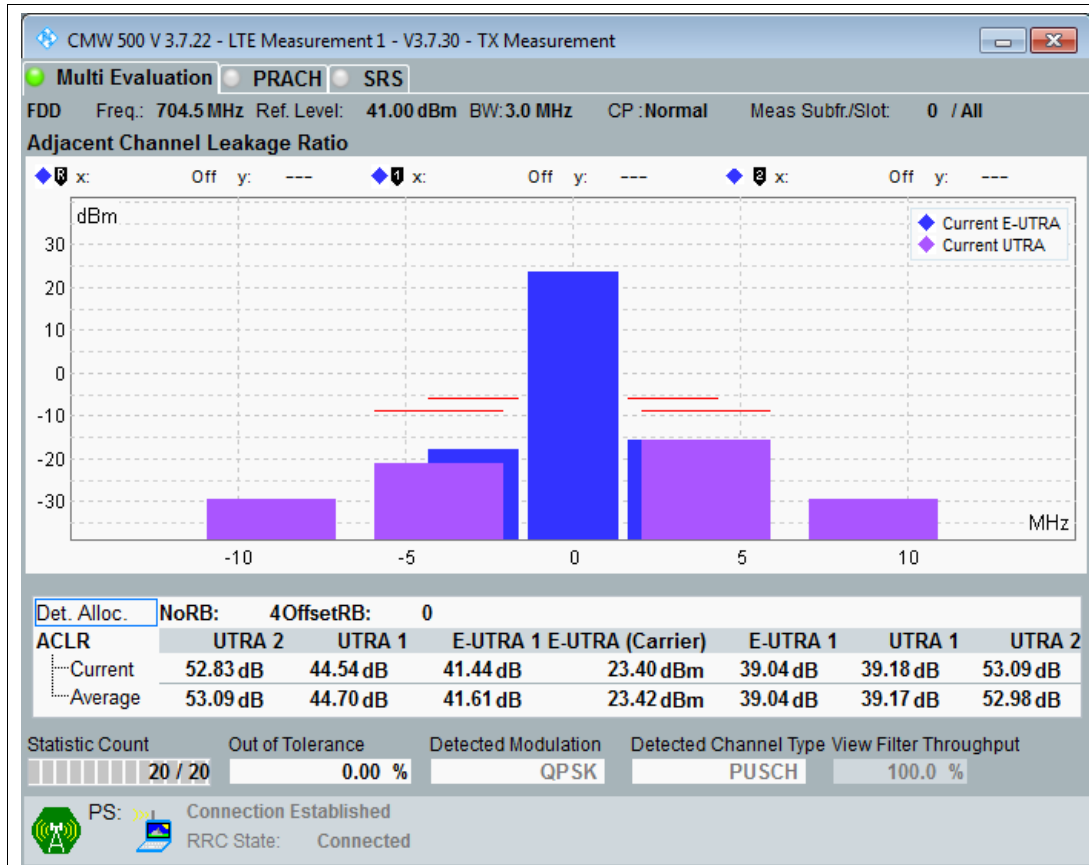 CMW 500 V 3.7.22 - LTE Measurement 1 - V3.7.30 - TX Measurement
Multi Evaluation PRACH SRS
FDD Freq.: 704.5 MHz Ref. Level: 41.00 dBm BW: 3.0 MHz CP : Normal Meas Subfr./Slot: 0 / All
Adjacent Channel Leakage Ratio
R x: Off y: --- 1 x: Off y: --- 2 x: Off y: ---
dBm
Current E-UTRA
Current UTRA
30
20
10
0
-10
-20
-30
MHz
-10 -5 0 5 10
Det. Alloc. NoRB: 4 OffsetRB: 0
ACLR UTRA 2 UTRA 1 E-UTRA 1 E-UTRA (Carrier) E-UTRA 1 UTRA 1 UTRA 2
Current 52.83 dB 44.54 dB 41.44 dB 23.40 dBm 39.04 dB 39.18 dB 53.09 dB
Average 53.09 dB 44.70 dB 41.61 dB 23.42 dBm 39.04 dB 39.17 dB 52.98 dB
Statistic Count Out of Tolerance Detected Modulation Detected Channel Type View Filter Throughput
20 / 20 0.00 % QPSK PUSCH 100.0 %
PS: Connection Established
RRC State: Connected